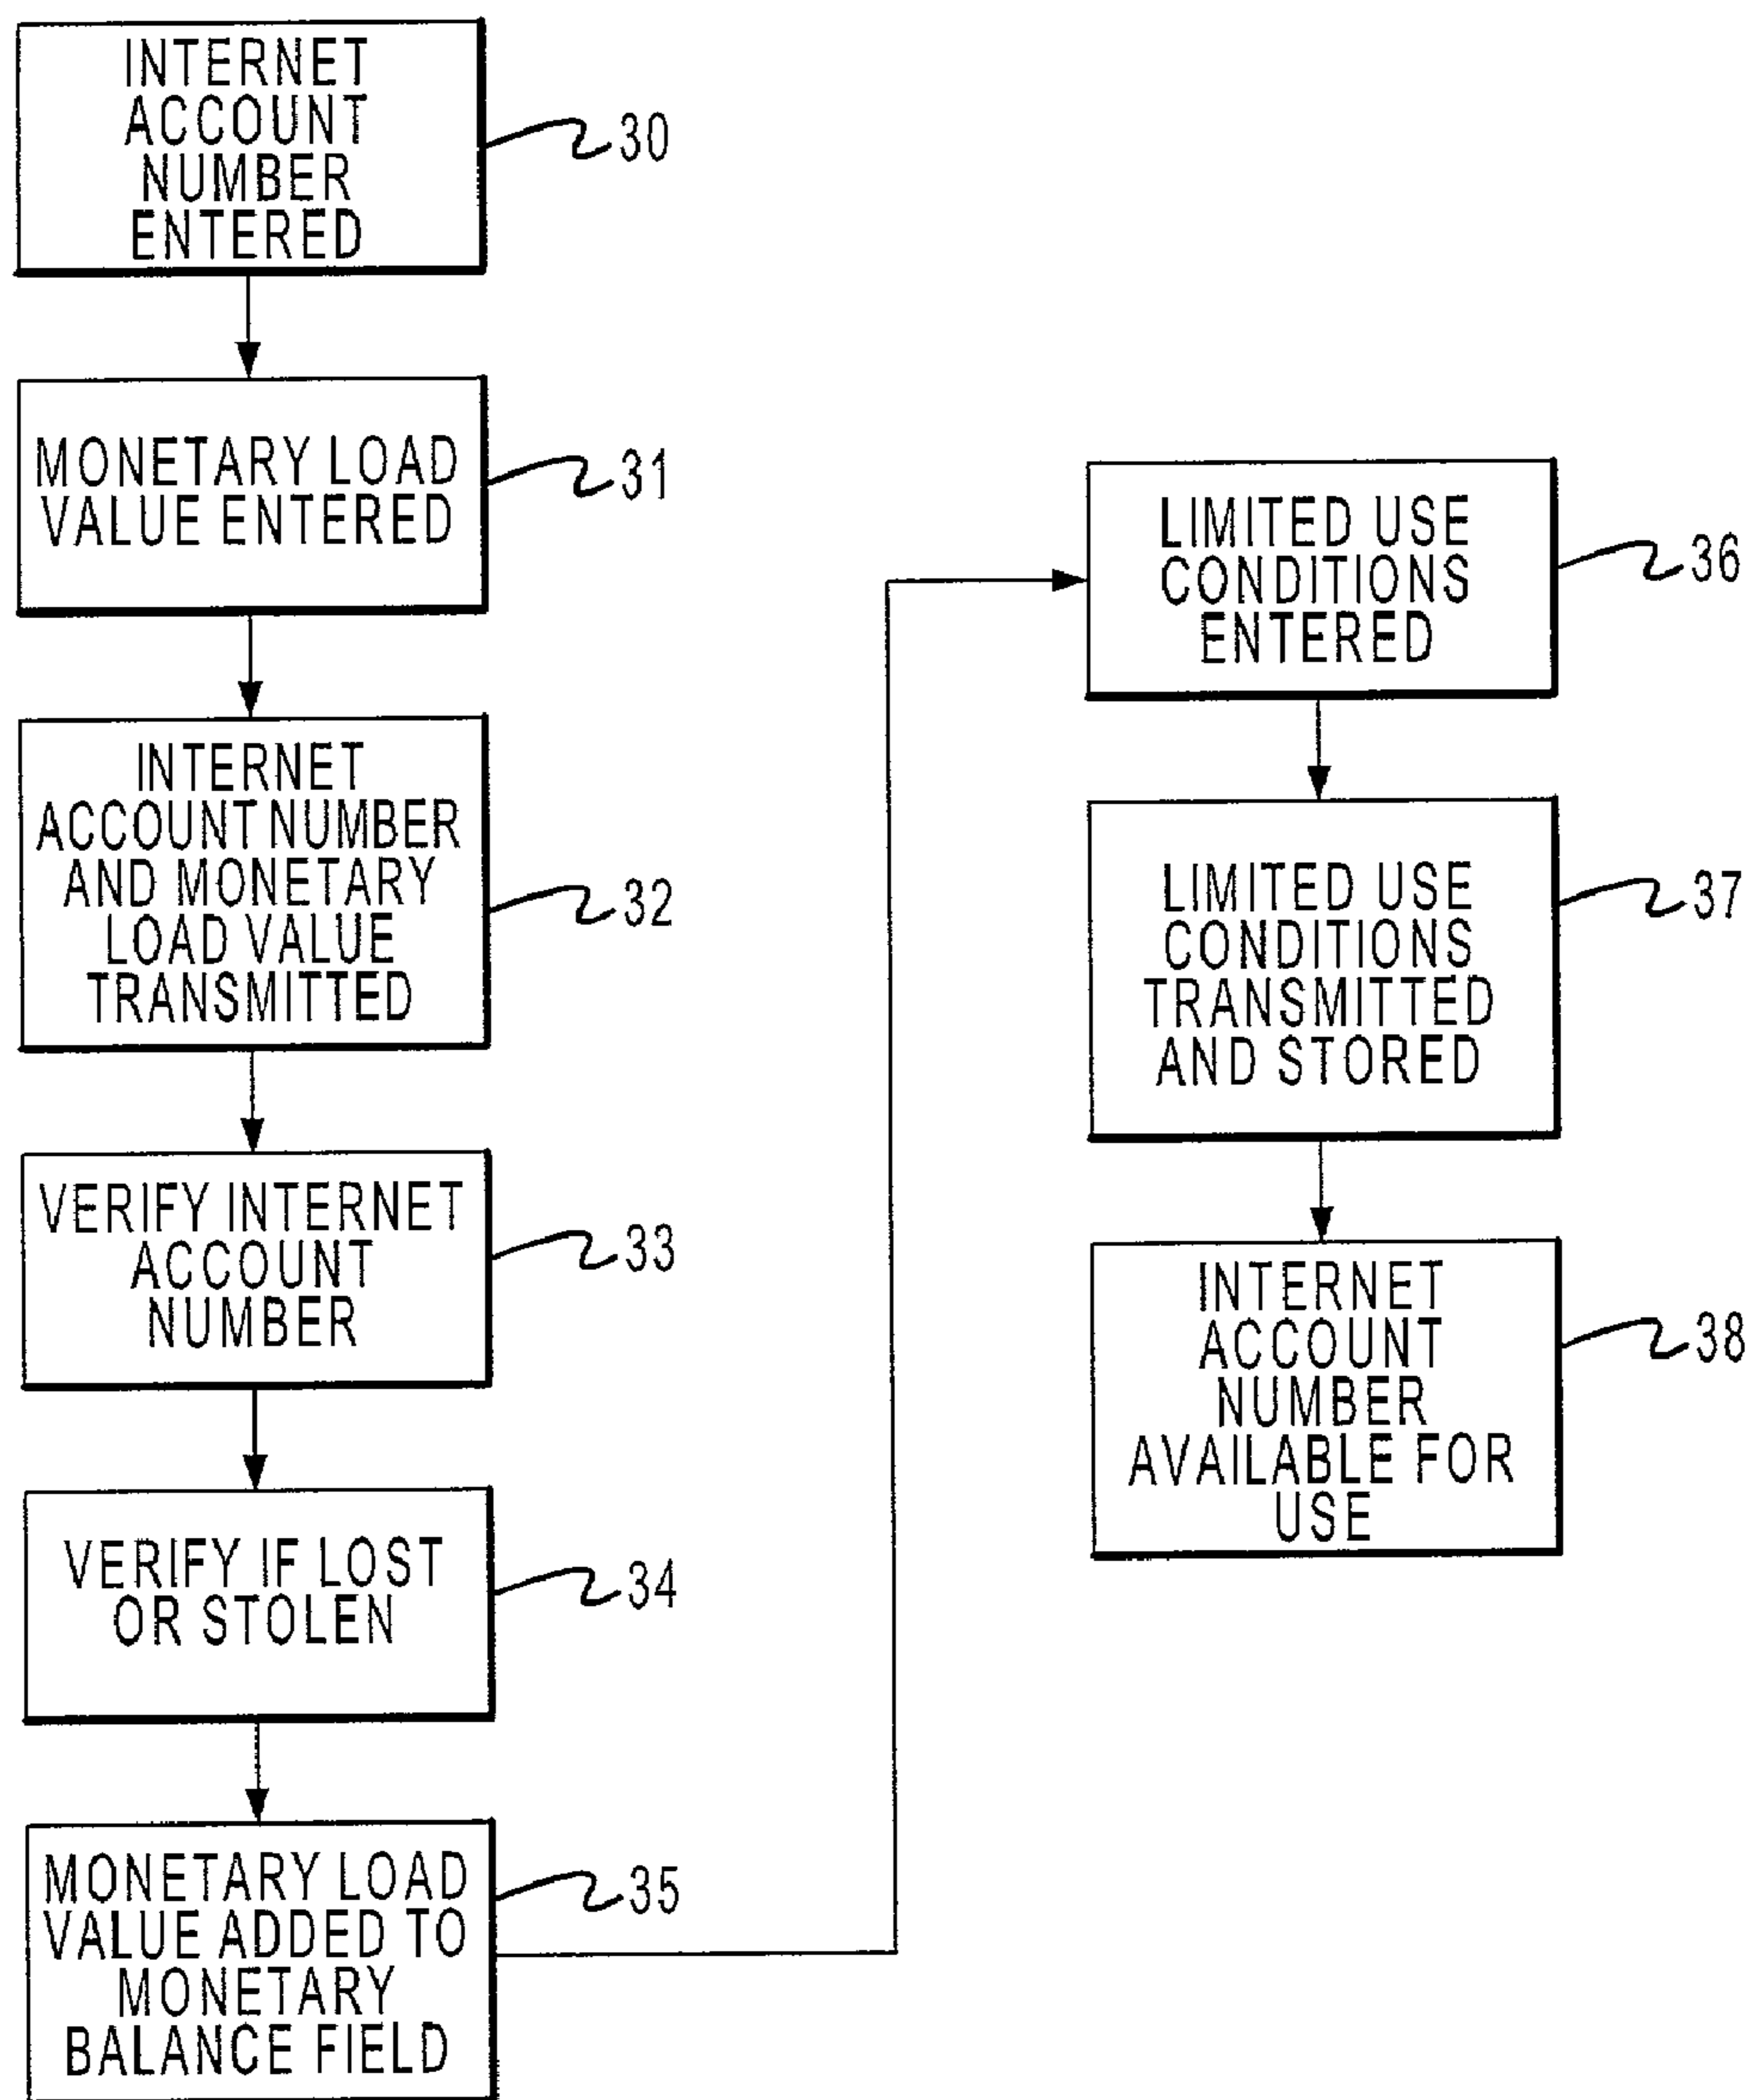 INTERNET
ACCOUNT
NUMBER
ENTERED
30
MONETARY LOAD
VALUE ENTERED
31
INTERNET
ACCOUNT NUMBER
AND MONETARY
LOAD VALUE
TRANSMITTED
32
VERIFY INTERNET
ACCOUNT
NUMBER
33
VERIFY IF LOST
OR STOLEN
34
MONETARY LOAD
VALUE ADDED TO
MONETARY
BALANCE FIELD
35
LIMITED USE
CONDITIONS
ENTERED
36
LIMITED USE
CONDITIONS
TRANSMITTED
AND STORED
37
INTERNET
ACCOUNT
NUMBER
AVAILABLE FOR
USE
38